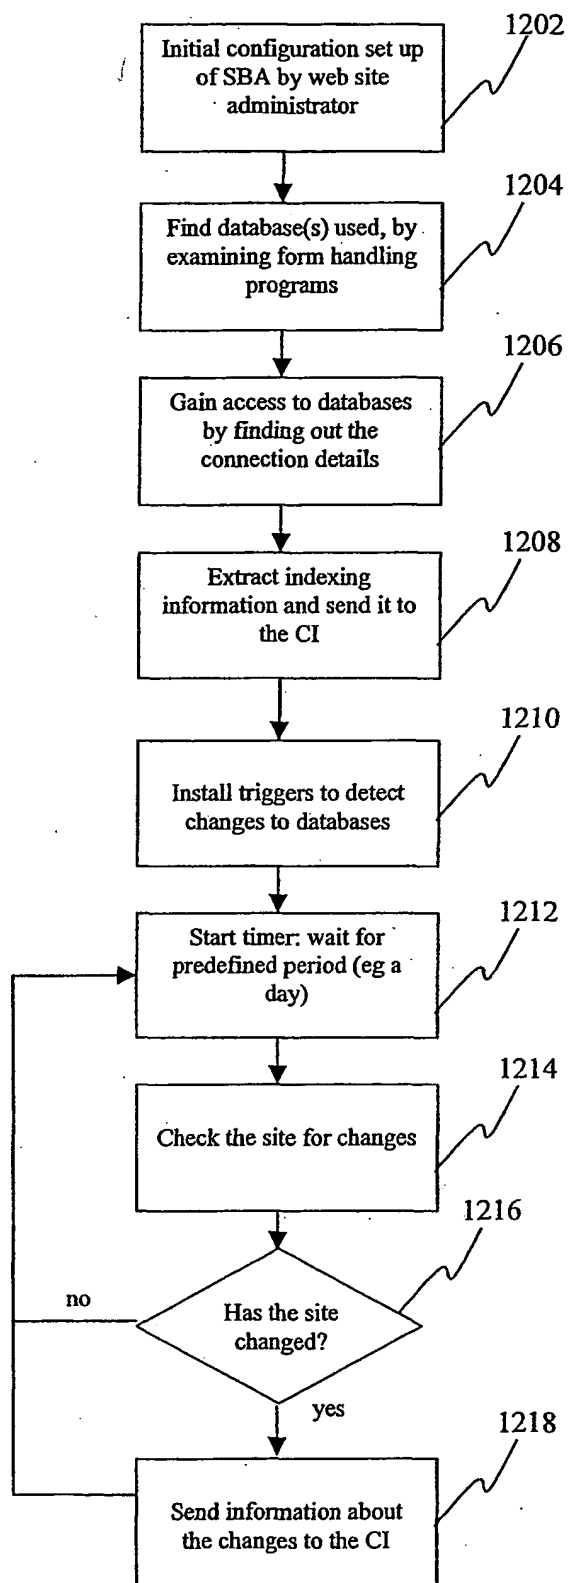 1202
Initial configuration set up
of SBA by web site
administrator
1204
Find database(s) used, by
examining form handling
programs
1206
Gain access to databases
by finding out the
connection details
1208
Extract indexing
information and send it to
the CI
1210
Install triggers to detect
changes to databases
1212
Start timer: wait for
predefined period (eg a
day)
1214
Check the site for changes
1216
no
Has the site
changed?
yes
1218
Send information about
the changes to the CI